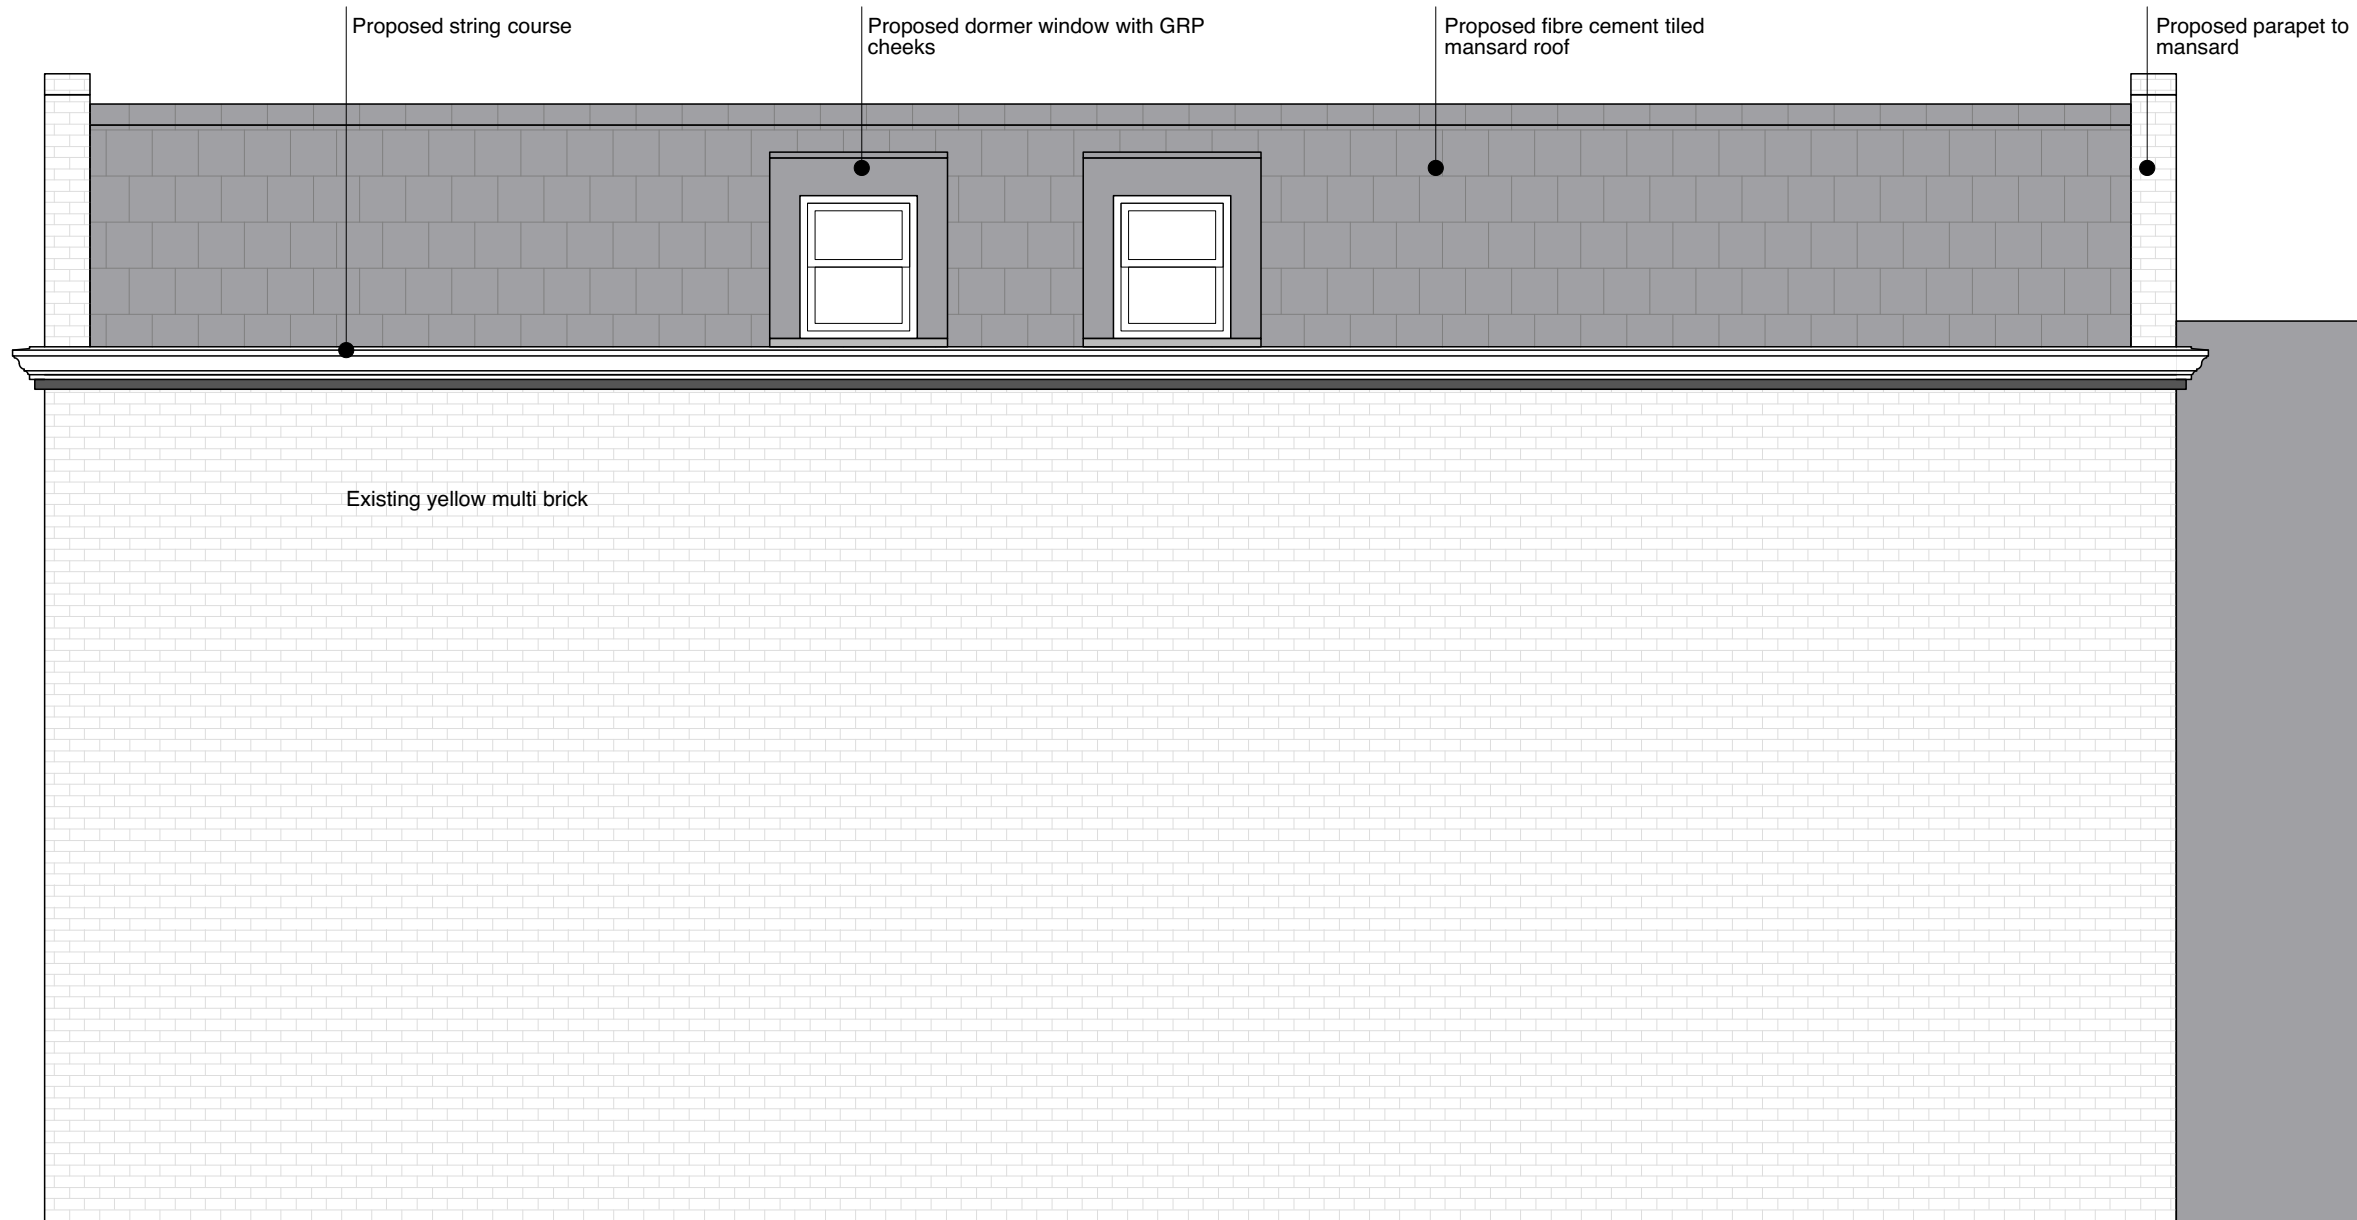 Proposed string course
Proposed dormer window with GRP
cheeks
Proposed fibre cement tiled
mansard roof
Proposed parapet to
mansard
Existing yellow multi brick